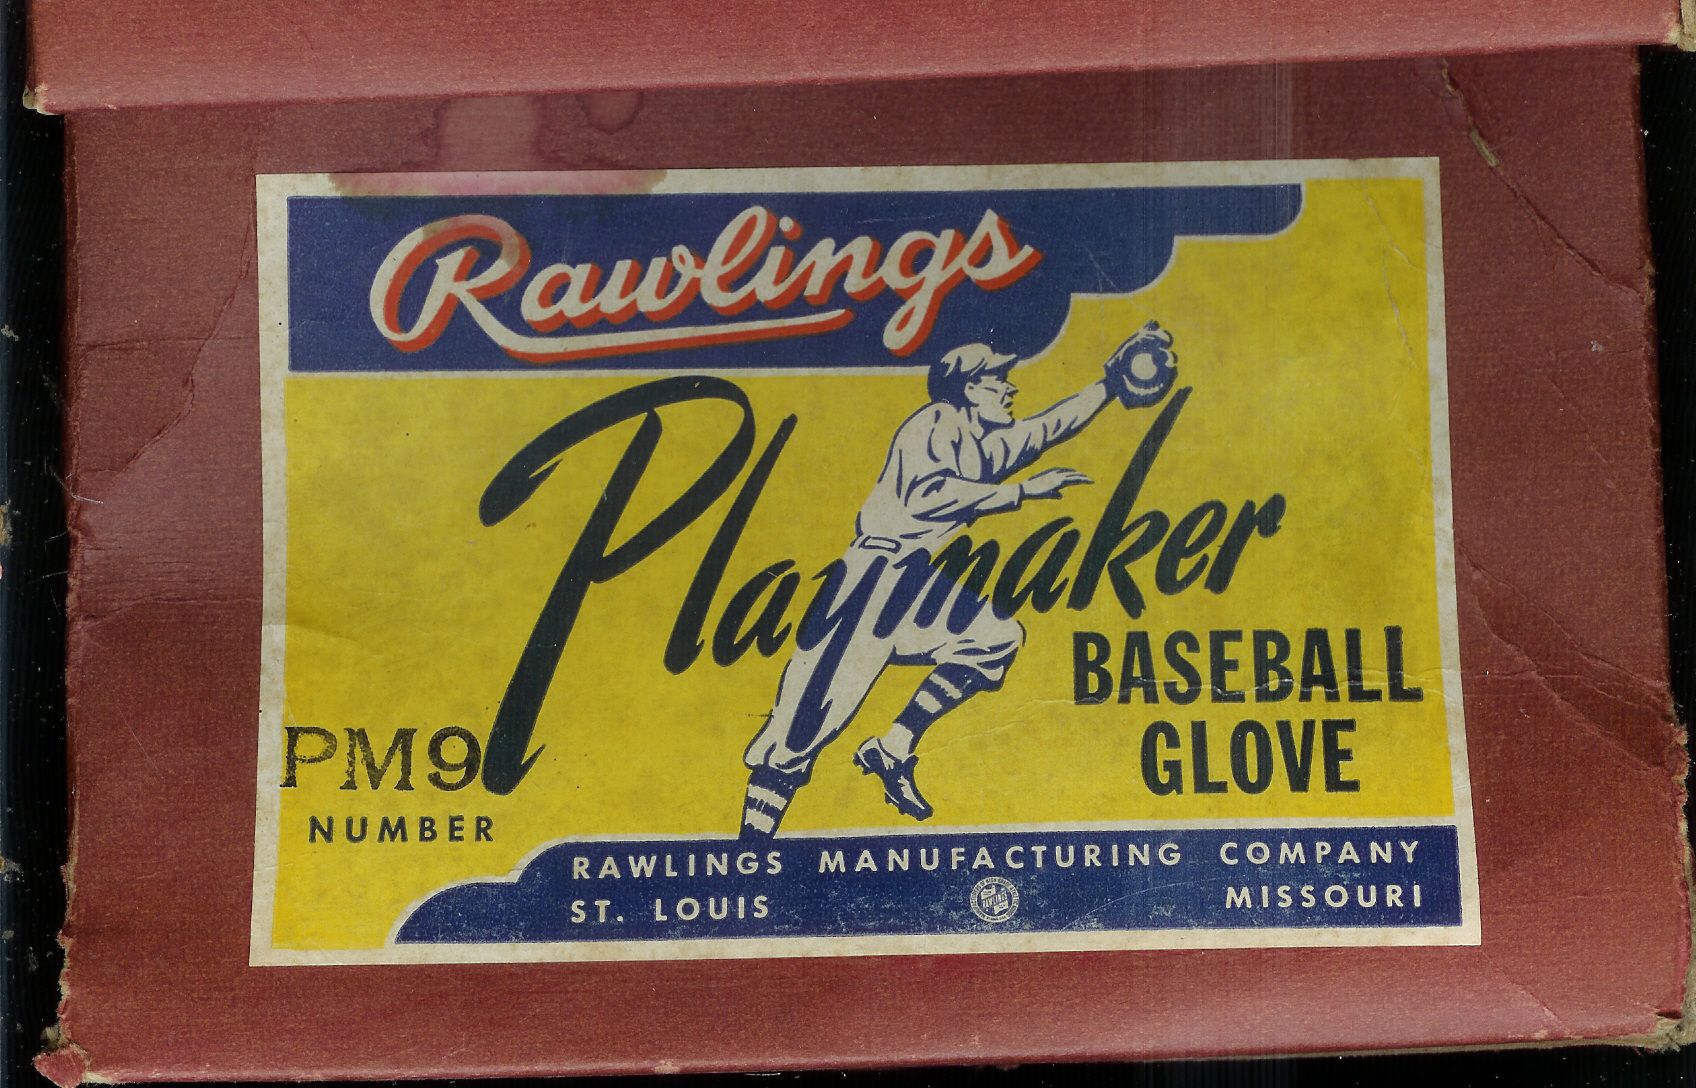 Rawlings
Playmaker
BASEBALL
GLOVE
PM9
NUMBER
RAWLINGS MANUFACTURING COMPANY
ST. LOUIS MISSOURI